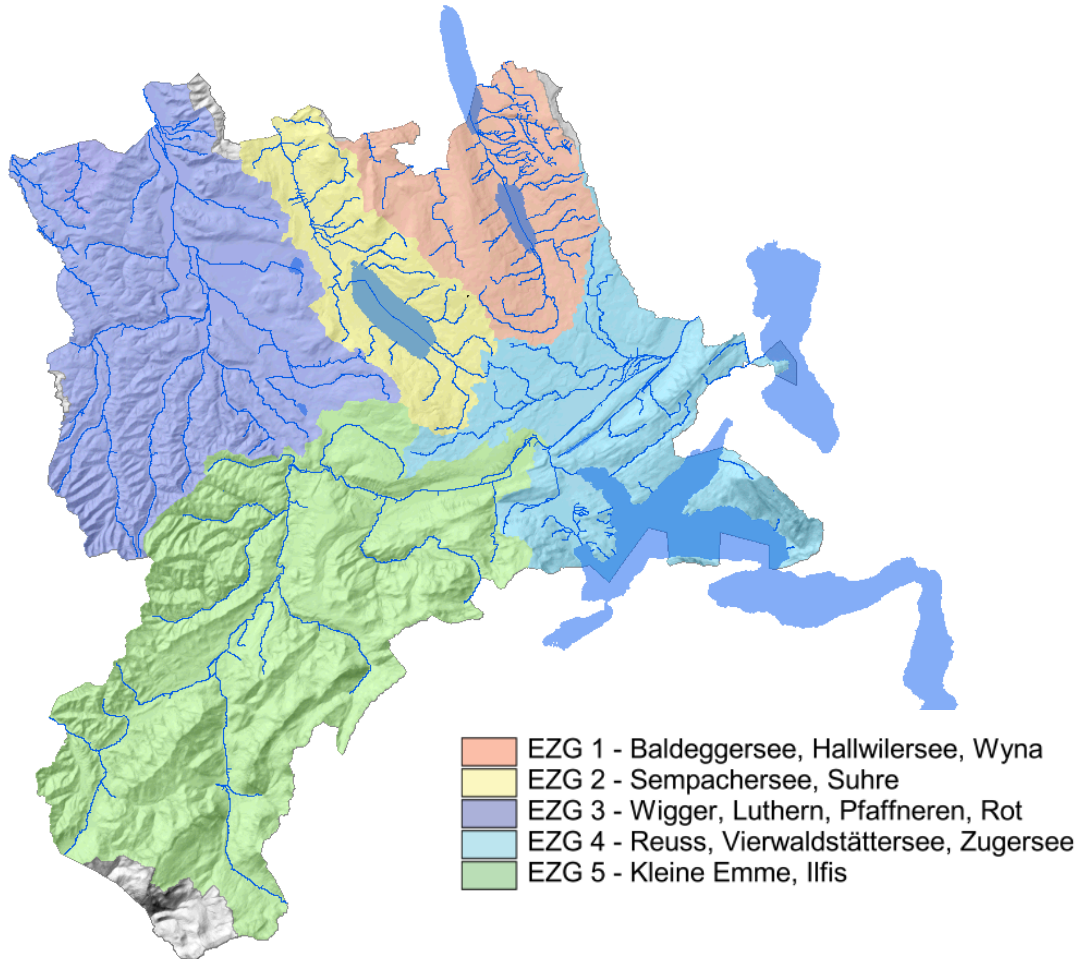 EZG 1 - Baldeggersee, Hallwilersee, Wyna
EZG 2 - Sempachersee, Suhre
EZG 3 - Wigger, Luthern, Pfaffneren, Rot
EZG 4 - Reuss, Vierwaldstättersee, Zugersee
EZG 5 - Kleine Emme, Ilfis